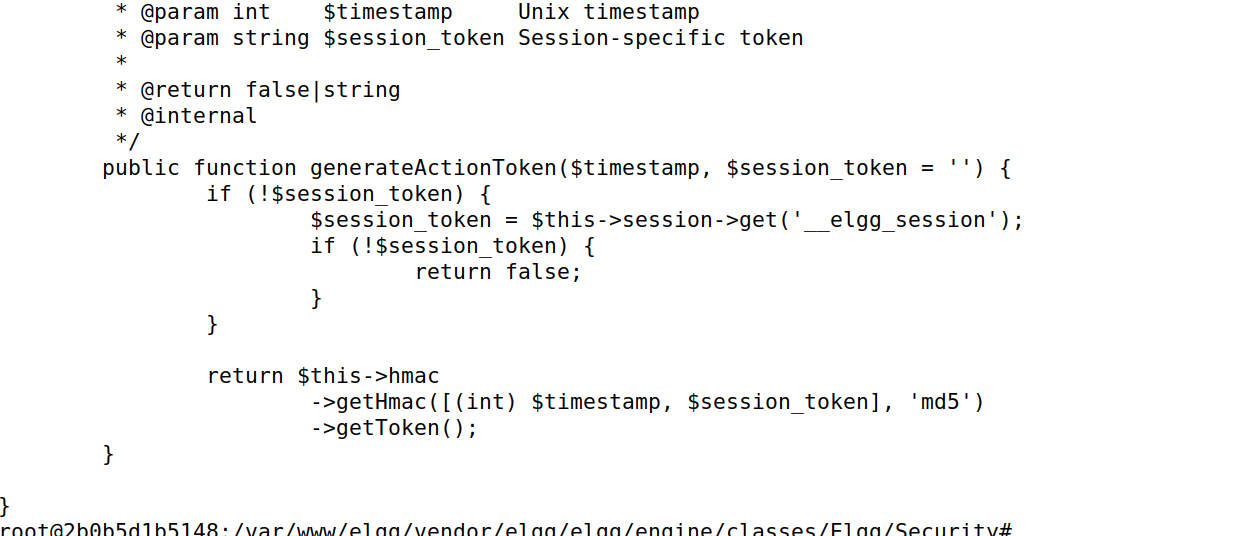 * @param int    $timestamp     Unix timestamp
         * @param string $session_token Session-specific token
         *
         * @return false|string
         * @internal
         */
        public function generateActionToken($timestamp, $session_token = '') {
                if (!$session_token) {
                        $session_token = $this->session->get('__elgg_session');
                        if (!$session_token) {
                                return false;
                        }
                }

                return $this->hmac
                        ->getHmac([(int) $timestamp, $session_token], 'md5')
                        ->getToken();
        }

}
root@2b0b5d1b5148:/var/www/elgg/vendor/elgg/elgg/engine/classes/Elgg/Security#